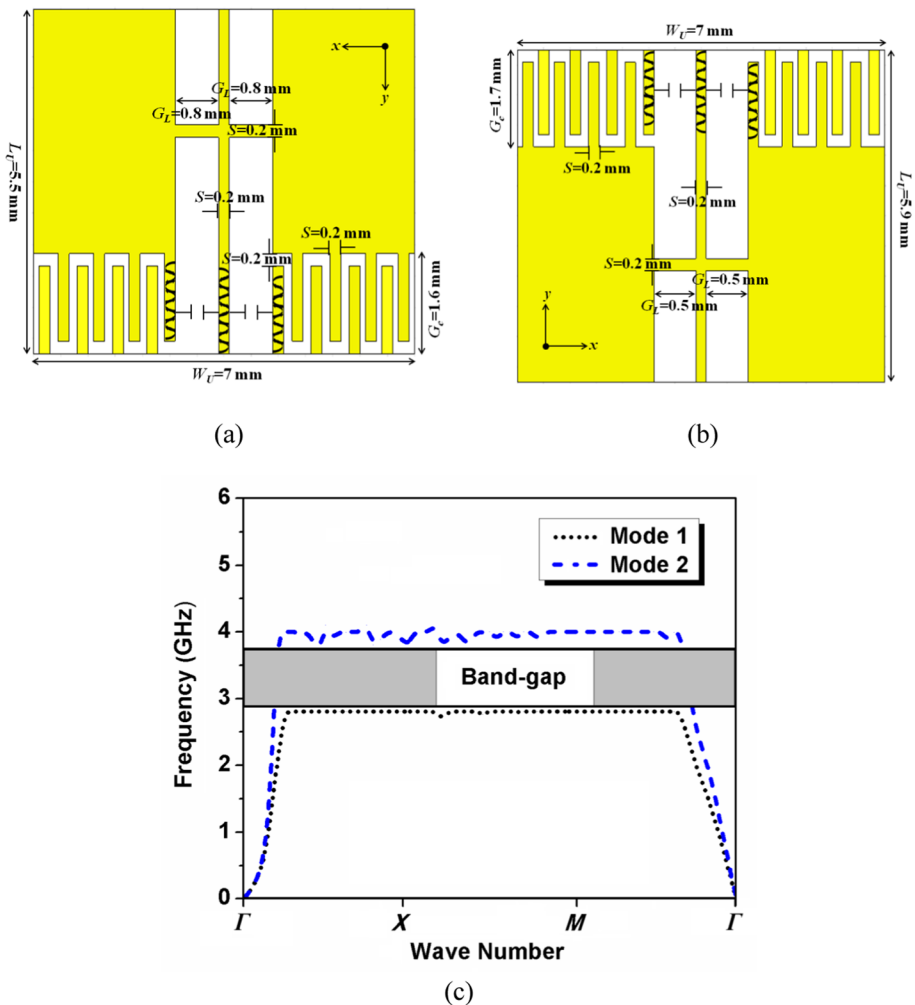 x
y
G_L=0.8 mm
G_L=0.8 mm
S=0.2 mm
L_U=5.5 mm
S=0.2 mm
S=0.2 mm
S=0.2 mm
G_c=1.6 mm
W_U=7 mm
(a)
W_U=7 mm
G_c=1.7 mm
S=0.2 mm
S=0.2 mm
L_U=5.9 mm
S=0.2 mm
G_L=0.5 mm
G_L=0.5 mm
y
x
(b)
6
5
4
3
2
1
0
Frequency (GHz)
Mode 1
Mode 2
Band-gap
Γ X M Γ
Wave Number
(c)